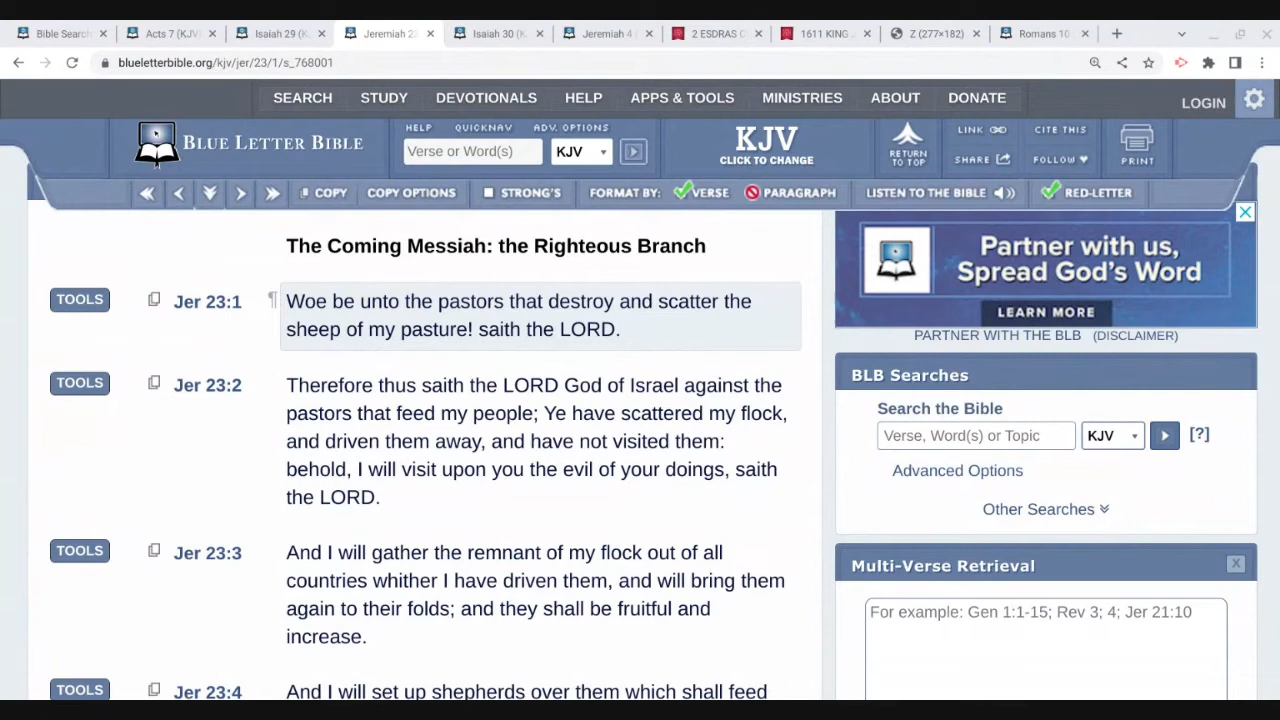 Bible Search
Acts 7 (KJV)
Isaiah 29 (K
Jeremiah 23
Isaiah 30 (K
Jeremiah 4
2 ESDRAS C
1611 KING J
Z (277×182)
Romans 10
blueletterbible.org/kjv/jer/23/1/s_768001
SEARCH STUDY DEVOTIONALS HELP APPS & TOOLS MINISTRIES ABOUT DONATE LOGIN
BLUE LETTER BIBLE
HELP QUICKNAV ADV. OPTIONS
Verse or Word(s) KJV
KJV
CLICK TO CHANGE
RETURN
TO TOP
LINK CITE THIS
SHARE FOLLOW ♥
PRINT
COPY COPY OPTIONS STRONG'S FORMAT BY: VERSE PARAGRAPH LISTEN TO THE BIBLE RED-LETTER
The Coming Messiah: the Righteous Branch
TOOLS Jer 23:1 ¶ Woe be unto the pastors that destroy and scatter the
sheep of my pasture! saith the LORD.
TOOLS Jer 23:2 Therefore thus saith the LORD God of Israel against the
pastors that feed my people; Ye have scattered my flock,
and driven them away, and have not visited them:
behold, I will visit upon you the evil of your doings, saith
the LORD.
TOOLS Jer 23:3 And I will gather the remnant of my flock out of all
countries whither I have driven them, and will bring them
again to their folds; and they shall be fruitful and
increase.
TOOLS Jer 23:4 And I will set up shepherds over them which shall feed
Partner with us,
Spread God's Word
LEARN MORE
PARTNER WITH THE BLB (DISCLAIMER)
BLB Searches
Search the Bible
Verse, Word(s) or Topic KJV [?]
Advanced Options
Other Searches
Multi-Verse Retrieval X
For example: Gen 1:1-15; Rev 3; 4; Jer 21:10